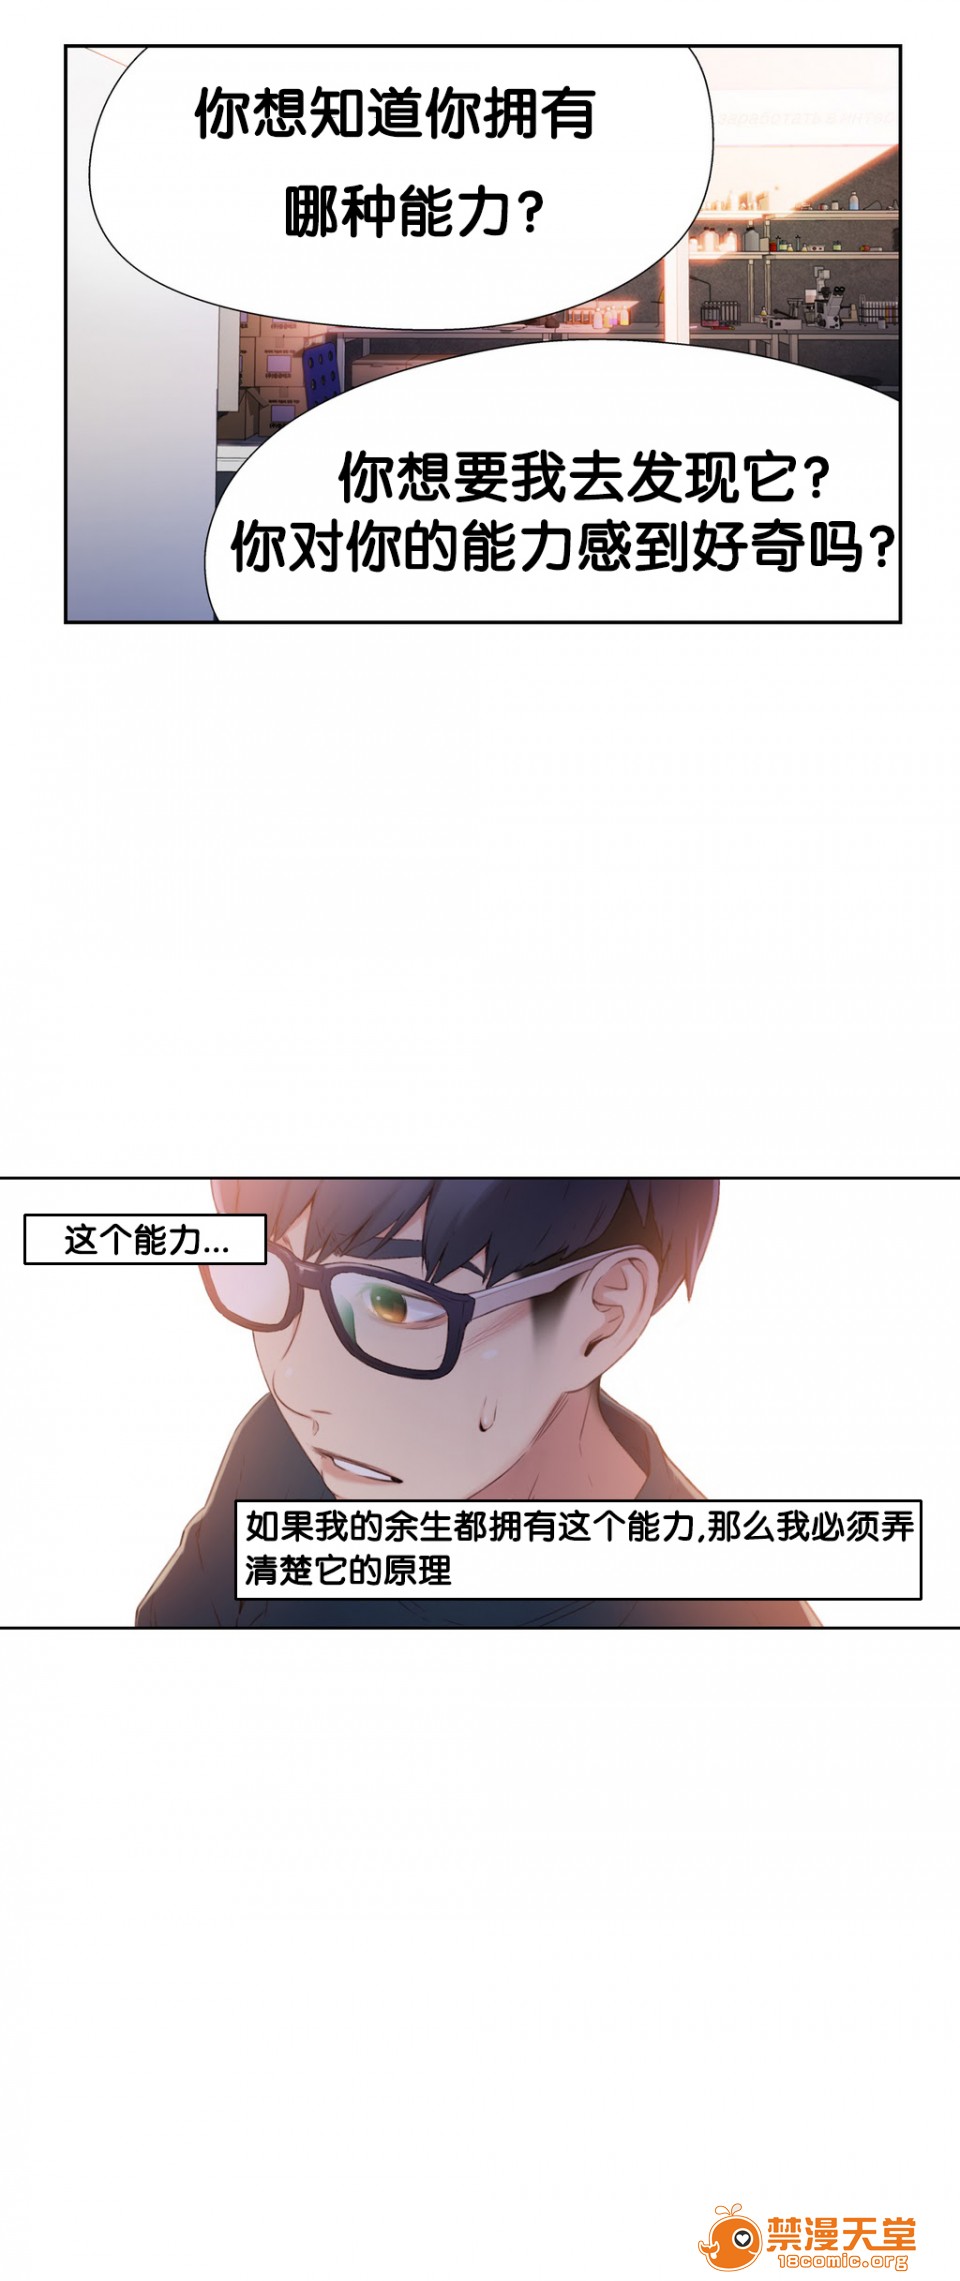 你想知道你拥有
哪种能力?
你想要我去发现它?
你对你的能力感到好奇吗?
这个能力...
如果我的余生都拥有这个能力,那么我必须弄
清楚它的原理
禁漫天堂
18comic.org